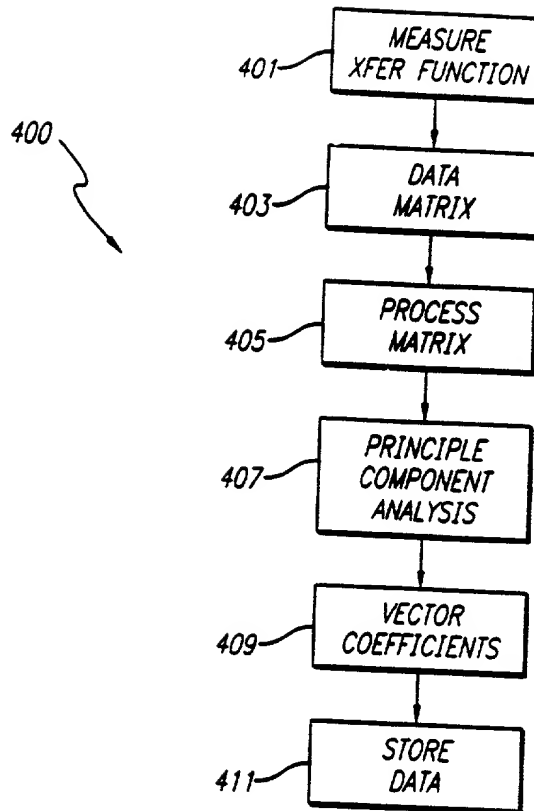 400
401
MEASURE
XFER FUNCTION
403
DATA
MATRIX
405
PROCESS
MATRIX
407
PRINCIPLE
COMPONENT
ANALYSIS
409
VECTOR
COEFFICIENTS
411
STORE
DATA